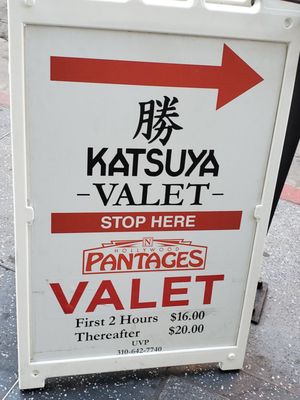 勝
KATSUYA
-VALET-
STOP HERE
N
HOLLYWOOD
PANTAGES
VALET
First 2 Hours $16.00
Thereafter $20.00
UVP
310-642-7740